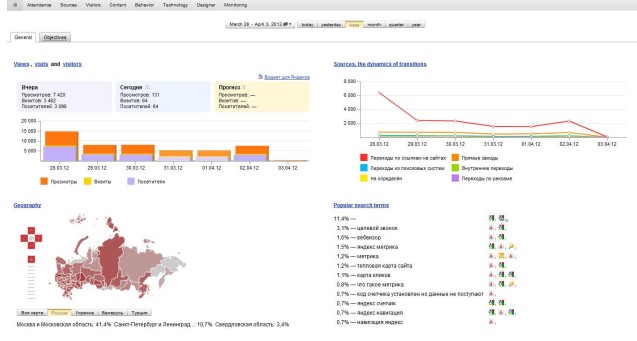 Attendance Sources Visitors Content Behavior Technology Designer Monitoring
March 28 - April 3, 2012
today yesterday week month quarter year
General Objectives
Views, visits and visitors
Виджет для Яндекса
Вчера
Просмотров: 7 420
Визитов: 3 462
Посетителей: 3 096
Сегодня
Просмотров: 131
Визитов: 64
Посетителей: 64
Прогноз
Просмотров: —
Визитов: —
Посетителей: —
20 000
15 000
10 000
5 000
28.03.12 29.03.12 30.03.12 31.03.12 01.04.12 02.04.12 03.04.12
Просмотры Визиты Посетители
Sources, the dynamics of transitions
8 000
6 000
4 000
2 000
28.03.12 29.03.12 30.03.12 31.03.12 01.04.12 02.04.12 03.04.12
Переходы по ссылкам на сайтах Прямые заходы
Переходы из поисковых систем Внутренние переходы
Не определён Переходы по рекламе
Geography
Вся карта Россия Украина Беларусь Турция
Москва и Московская область: 41,4% Санкт-Петербург и Ленинград...: 10,7% Свердловская область: 3,4%
Popular search terms
11,4% —
3,1% — целевой звонок
1,6% — вебвизор
1,5% — яндекс метрика
1,2% — метрика
1,2% — тепловая карта сайта
1,1% — карта кликов
0,8% — что такое метрика
0,7% — код счетчика установлен но данные не поступают
0,7% — яндекс счетчик
0,7% — яндекс навигация
0,7% — навигация яндекс